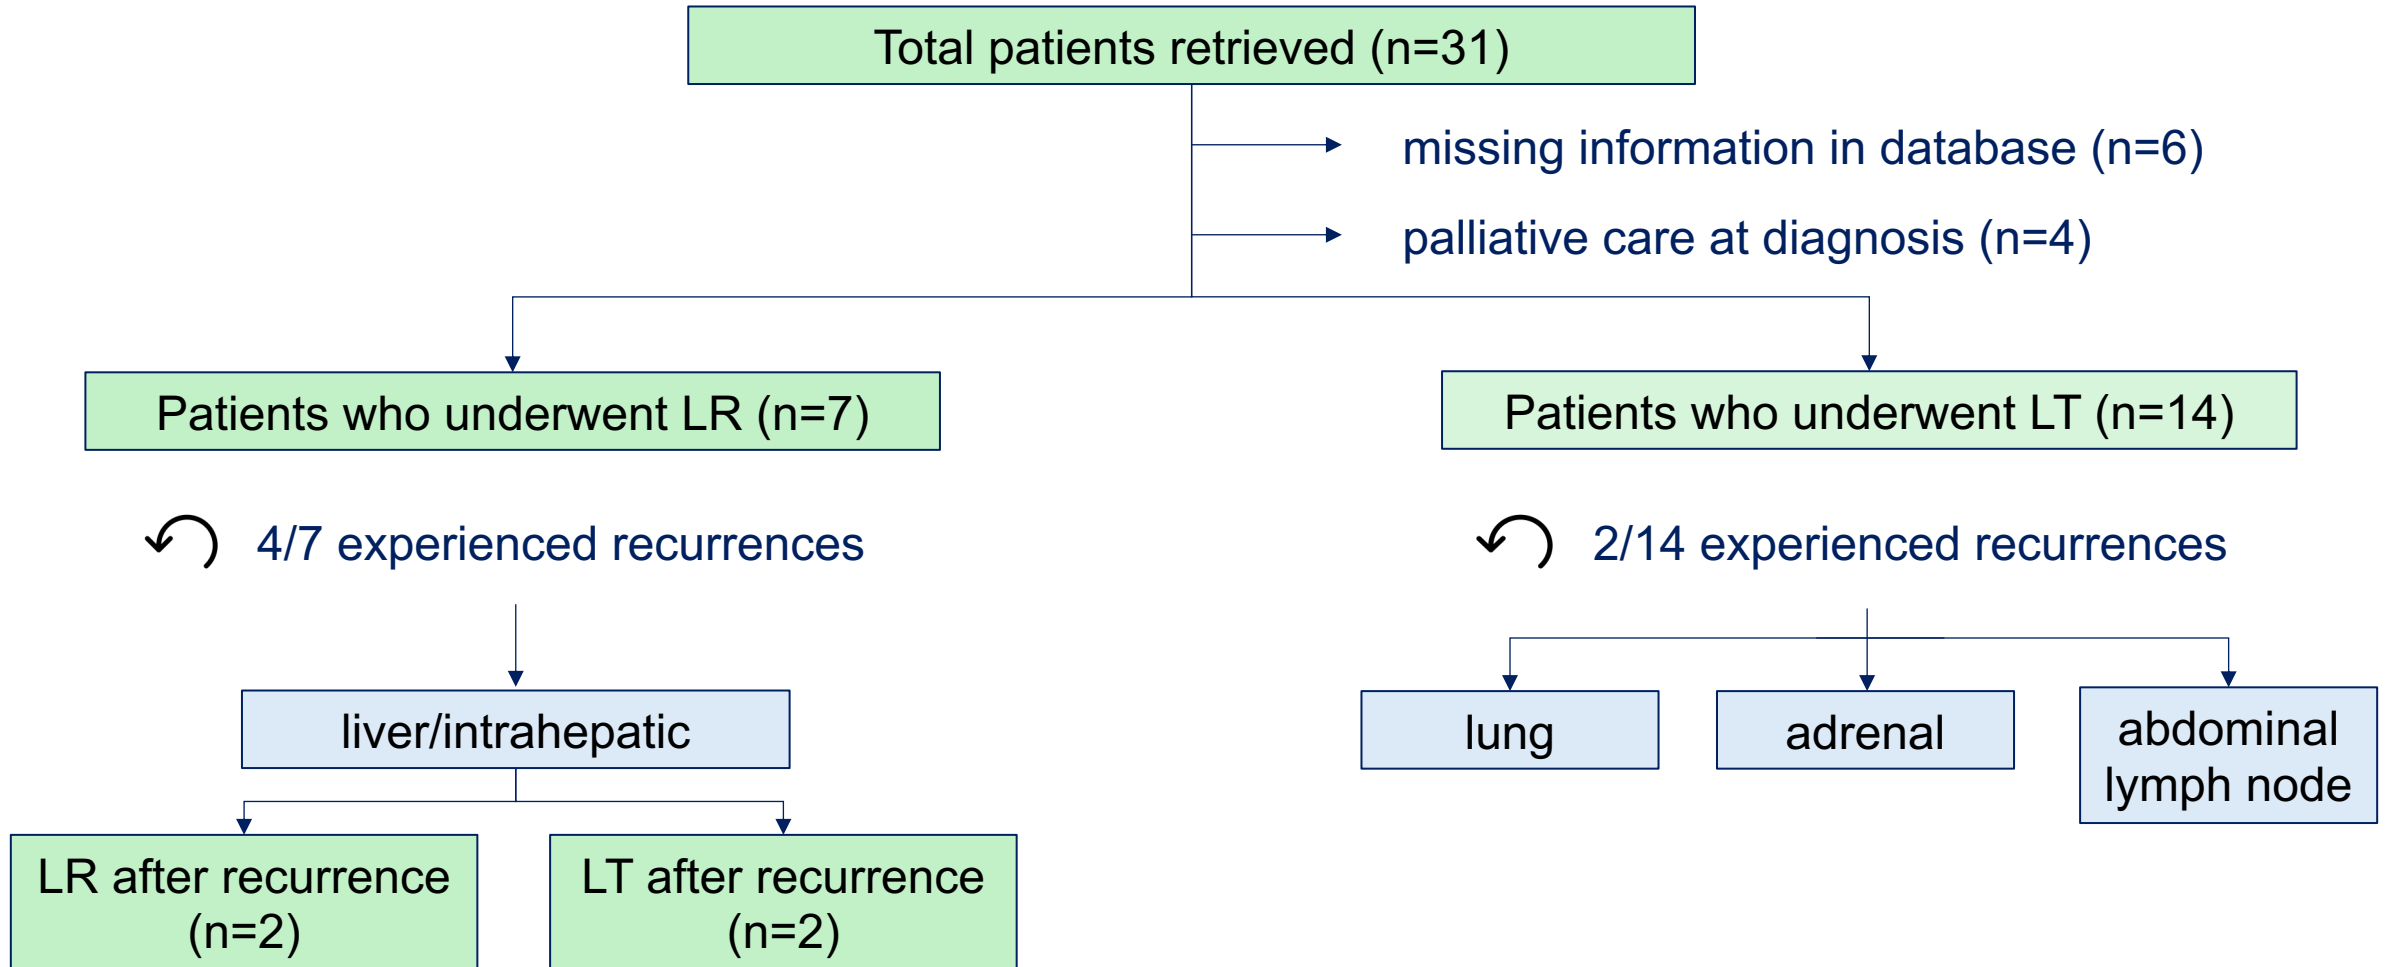 Total patients retrieved (n=31)
missing information in database (n=6)
palliative care at diagnosis (n=4)
Patients who underwent LR (n=7)
Patients who underwent LT (n=14)
4/7 experienced recurrences
2/14 experienced recurrences
liver/intrahepatic
lung
adrenal
abdominal
lymph node
LR after recurrence
(n=2)
LT after recurrence
(n=2)